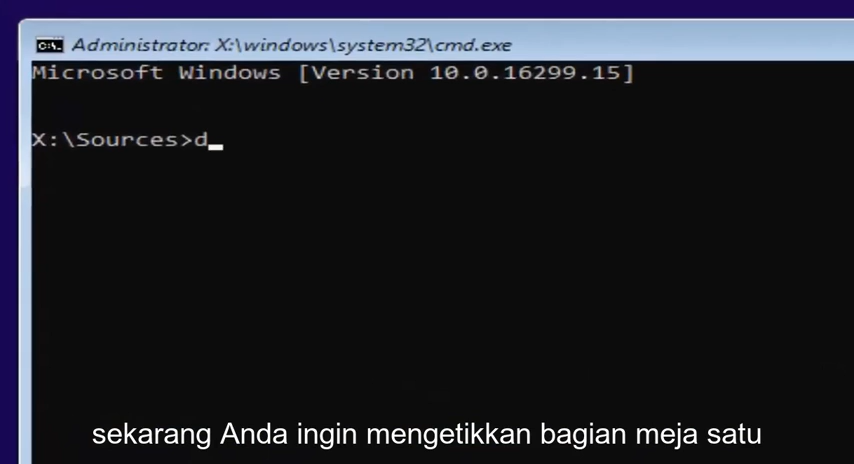 Administrator: X:\windows\system32\cmd.exe
Microsoft Windows [Version 10.0.16299.15]
X:\Sources>d_
sekarang Anda ingin mengetikkan bagian meja satu